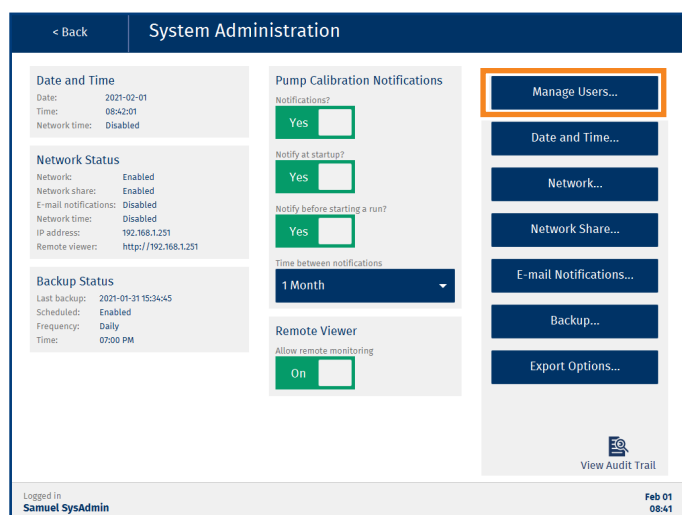 < Back
System Administration
Date and Time
Date: 2021-02-01
Time: 08:42:01
Network time: Disabled
Network Status
Network: Enabled
Network share: Enabled
E-mail notifications: Disabled
Network time: Disabled
IP address: 192.168.1.251
Remote viewer: http://192.168.1.251
Backup Status
Last backup: 2021-01-31 15:34:45
Scheduled: Enabled
Frequency: Daily
Time: 07:00 PM
Pump Calibration Notifications
Notifications?
Yes
Notify at startup?
Yes
Notify before starting a run?
Yes
Time between notifications
1 Month
Remote Viewer
Allow remote monitoring
On
Manage Users...
Date and Time...
Network...
Network Share...
E-mail Notifications...
Backup...
Export Options...
View Audit Trail
Logged in
Samuel SysAdmin
Feb 01
08:41